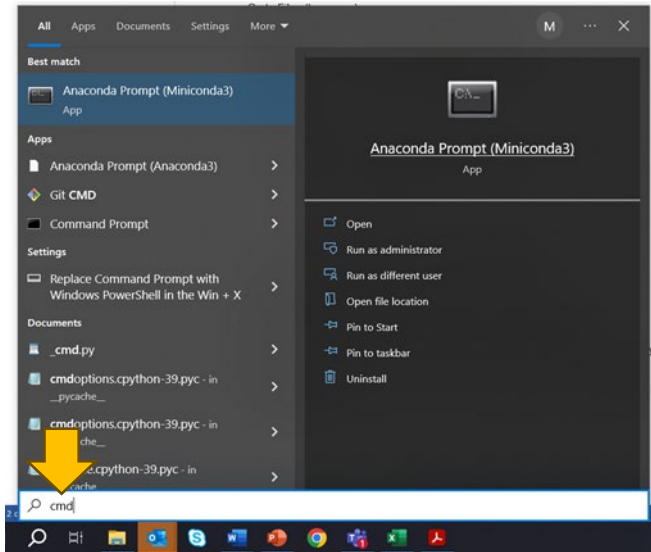 All Apps Documents Settings More
M
Best match
Anaconda Prompt (Miniconda3)
App
Apps
Anaconda Prompt (Anaconda3)
Git CMD
Command Prompt
Settings
Replace Command Prompt with
Windows PowerShell in the Win + X
Documents
_cmd.py
cmdoptions.cpython-39.pyc - in
__pycache__
cmdoptions.cpython-39.pyc - in
che__
.cpython-39.pyc - in
cmd
C:\_
Anaconda Prompt (Miniconda3)
App
Open
Run as administrator
Run as different user
Open file location
Pin to Start
Pin to taskbar
Uninstall